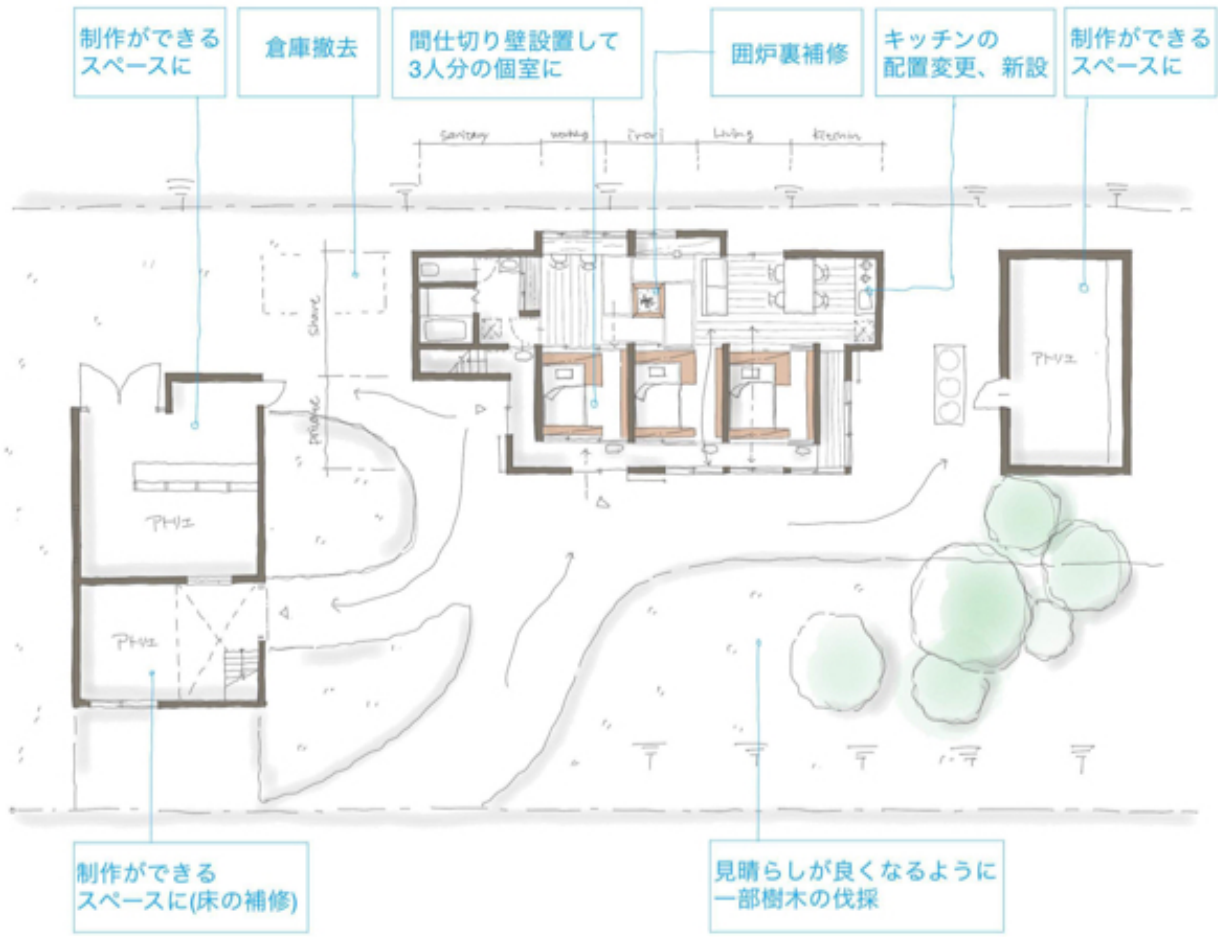 制作ができる
スペースに
倉庫撤去
間仕切り壁設置して
3人分の個室に
囲炉裏補修
キッチンの
配置変更、新設
制作ができる
スペースに
sanitary
irori
Living
kitchin
share
private
アトリエ
アトリエ
アトリエ
制作ができる
スペースに(床の補修)
見晴らしが良くなるように
一部樹木の伐採